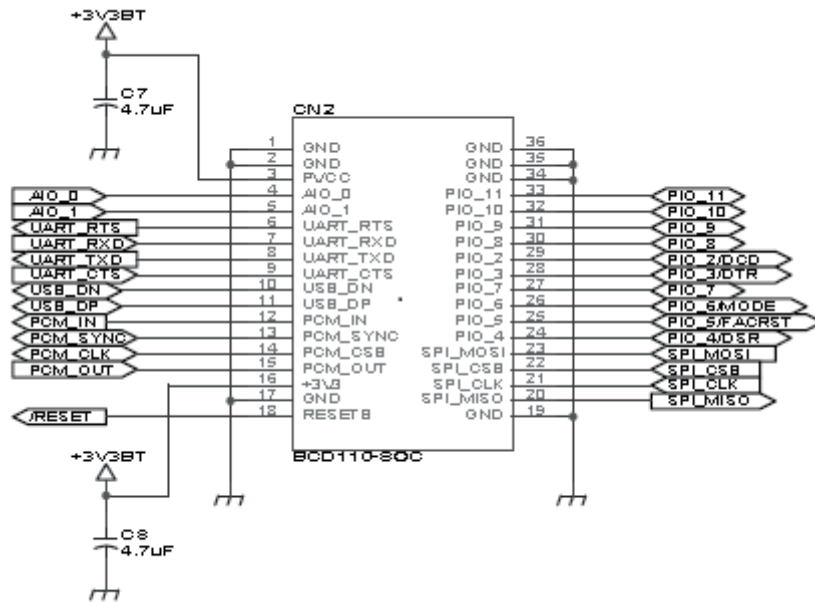 +3V3BT
C7
4.7uF
CN2
1 GND GND 36
2 GND GND 35
3 PVCC GND 34
AIO_0 4 AIO_0 PIO_11 33 PIO_11
AIO_1 5 AIO_1 PIO_10 32 PIO_10
UART_RTS 6 UART_RTS PIO_9 31 PIO_9
UART_RXD 7 UART_RXD PIO_8 30 PIO_8
UART_TXD 8 UART_TXD PIO_2 29 PIO_2/DCD
UART_CTS 9 UART_CTS PIO_3 28 PIO_3/DTR
USB_DN 10 USB_DN PIO_7 27 PIO_7
USB_DP 11 USB_DP PIO_6 26 PIO_6/MODE
PCM_IN 12 PCM_IN PIO_5 25 PIO_5/FACRST
PCM_SYNC 13 PCM_SYNC PIO_4 24 PIO_4/DSR
PCM_CLK 14 PCM_CSB SPI_MOSI 23 SPI_MOSI
PCM_OUT 15 PCM_OUT SPI_CSB 22 SPI_CSB
16 +3V3 SPI_CLK 21 SPI_CLK
17 GND SPI_MISO 20 SPI_MISO
/RESET 18 RESETB GND 19
BCD110-SOC
+3V3BT
C8
4.7uF